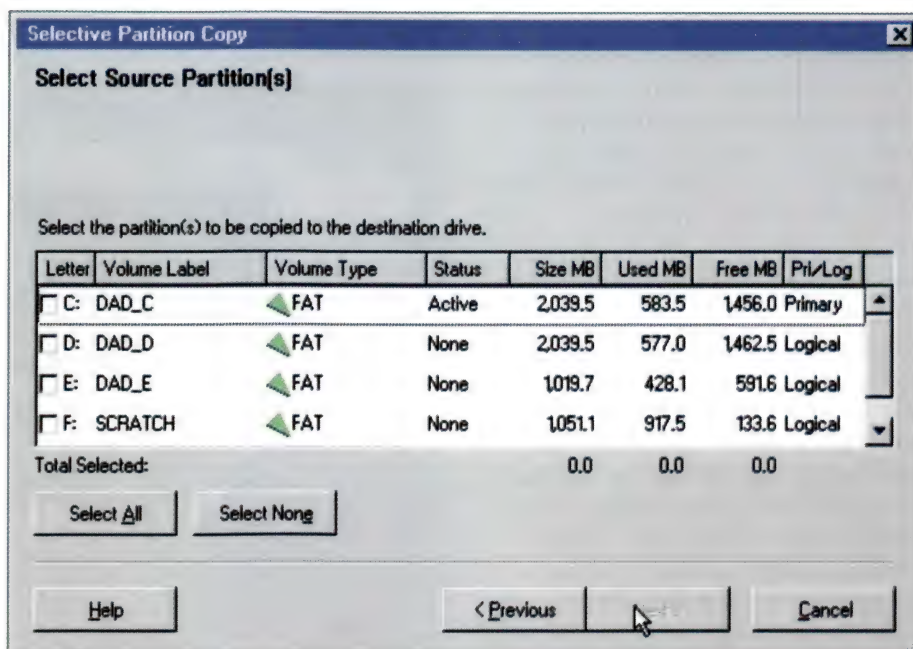 Selective Partition Copy
Select Source Partition(s)
Select the partition(s) to be copied to the destination drive.
Letter Volume Label Volume Type Status Size MB Used MB Free MB Pri/Log
C: DAD_C FAT Active 2,039.5 583.5 1,456.0 Primary
D: DAD_D FAT None 2,039.5 577.0 1,462.5 Logical
E: DAD_E FAT None 1,019.7 428.1 591.6 Logical
F: SCRATCH FAT None 1,051.1 917.5 133.6 Logical
Total Selected: 0.0 0.0 0.0
Select All Select None
Help < Previous Cancel